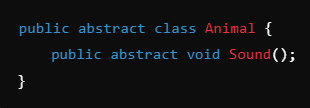 public abstract class Animal {
    public abstract void Sound();
}